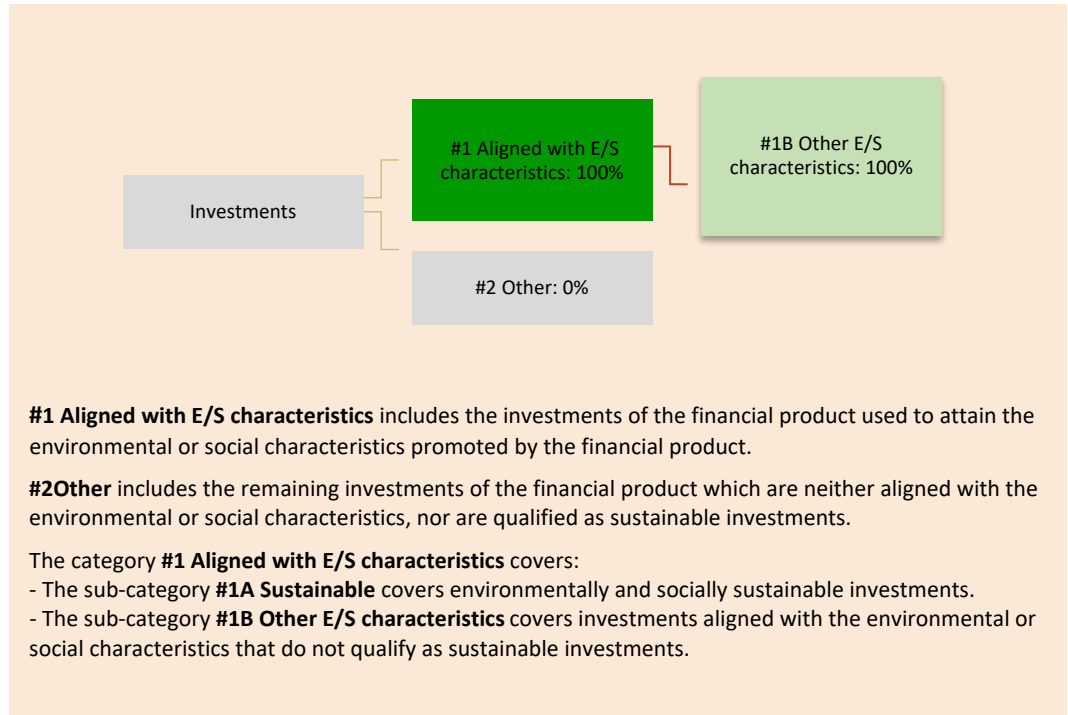 #1 Aligned with E/S
characteristics: 100%
#1B Other E/S
characteristics: 100%
Investments
#2 Other: 0%
#1 Aligned with E/S characteristics includes the investments of the financial product used to attain the
environmental or social characteristics promoted by the financial product.
#2Other includes the remaining investments of the financial product which are neither aligned with the
environmental or social characteristics, nor are qualified as sustainable investments.
The category #1 Aligned with E/S characteristics covers:
- The sub-category #1A Sustainable covers environmentally and socially sustainable investments.
- The sub-category #1B Other E/S characteristics covers investments aligned with the environmental or
social characteristics that do not qualify as sustainable investments.